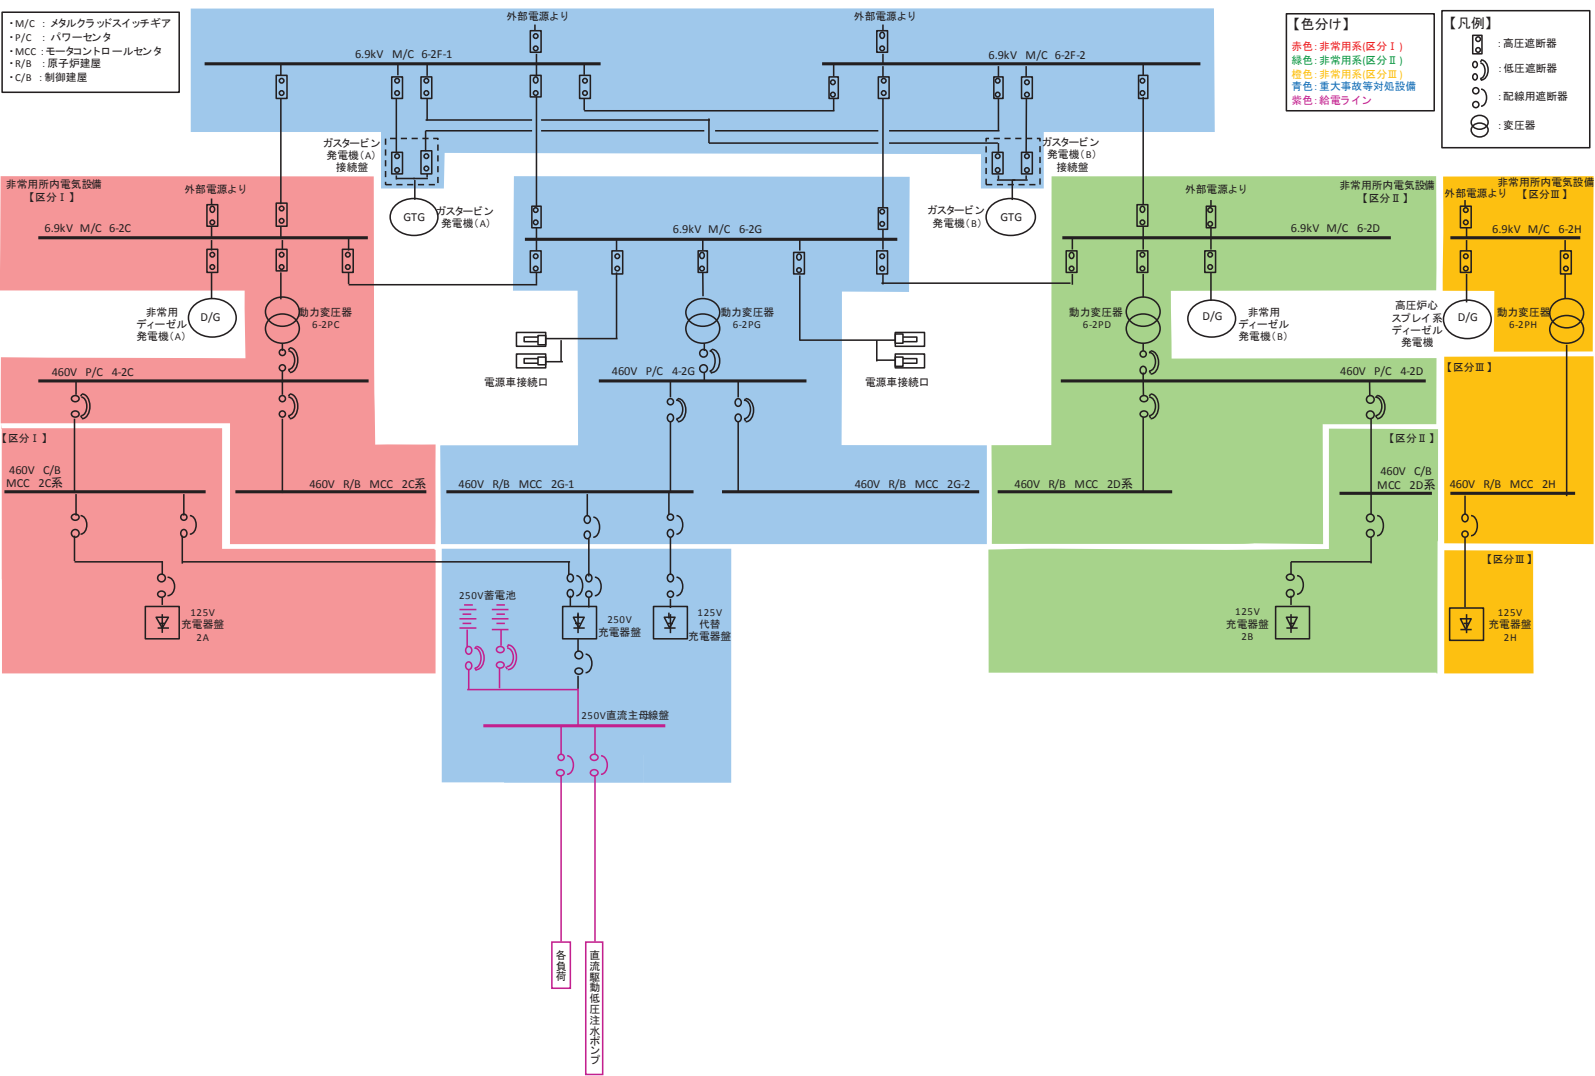 ・M/C ：メタルクラッドスイッチギア
・P/C ：パワーセンタ
・MCC：モータコントロールセンタ
・R/B ：原子炉建屋
・C/B ：制御建屋
外部電源より
外部電源より
【色分け】
赤色：非常用系(区分Ⅰ)
緑色：非常用系(区分Ⅱ)
橙色：非常用系(区分Ⅲ)
青色：重大事故等対処設備
紫色：給電ライン
【凡例】
：高圧遮断器
：低圧遮断器
：配線用遮断器
：変圧器
6.9kV M/C 6-2F-1
6.9kV M/C 6-2F-2
ガスタービン
発電機(A)
接続盤
ガスタービン
発電機(B)
接続盤
非常用所内電気設備
【区分Ⅰ】
外部電源より
GTG
ガスタービン
発電機(A)
ガスタービン
発電機(B)
GTG
外部電源より
非常用所内電気設備
【区分Ⅱ】
非常用所内電気設備
【区分Ⅲ】
外部電源より
6.9kV M/C 6-2C
6.9kV M/C 6-2G
6.9kV M/C 6-2D
6.9kV M/C 6-2H
非常用
ディーゼル
発電機(A)
D/G
動力変圧器
6-2PC
動力変圧器
6-2PG
動力変圧器
6-2PD
D/G
非常用
ディーゼル
発電機(B)
高圧炉心
スプレイ系
ディーゼル
発電機
D/G
動力変圧器
6-2PH
電源車接続口
電源車接続口
460V P/C 4-2C
460V P/C 4-2G
460V P/C 4-2D
【区分Ⅲ】
【区分Ⅰ】
【区分Ⅱ】
460V C/B
MCC 2C系
460V R/B MCC 2C系
460V R/B MCC 2G-1
460V R/B MCC 2G-2
460V R/B MCC 2D系
460V C/B
MCC 2D系
460V R/B MCC 2H
【区分Ⅲ】
125V
充電器盤
2A
250V蓄電池
250V
充電器盤
125V
代替
充電器盤
125V
充電器盤
2B
125V
充電器盤
2H
250V直流主母線盤
各負荷
直流駆動低圧注水ポンプ